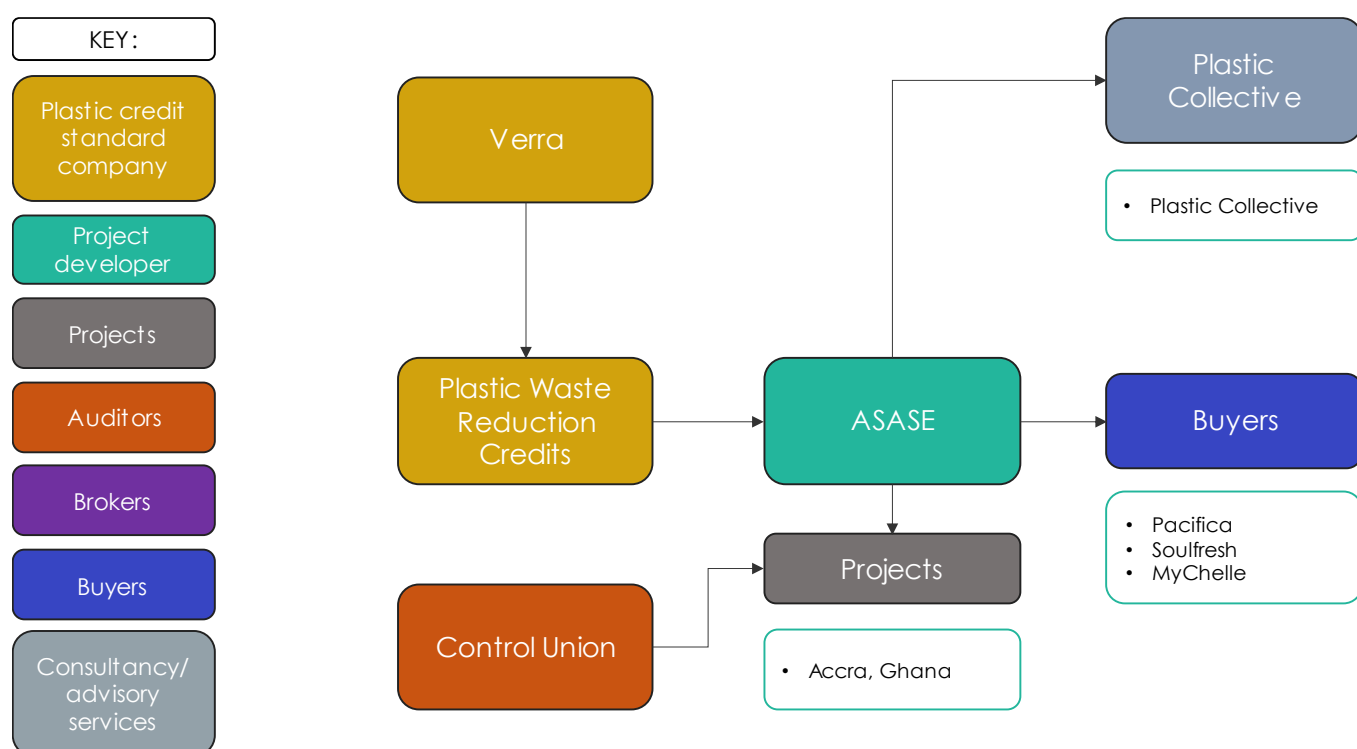 KEY:
Plastic credit
standard
company
Project
developer
Projects
Auditors
Brokers
Buyers
Consultancy/
advisory
services
Verra
Plastic Waste
Reduction
Credits
Control Union
ASASE
Projects
• Accra, Ghana
Plastic
Collective
• Plastic Collective
Buyers
• Pacifica
• Soulfresh
• MyChelle